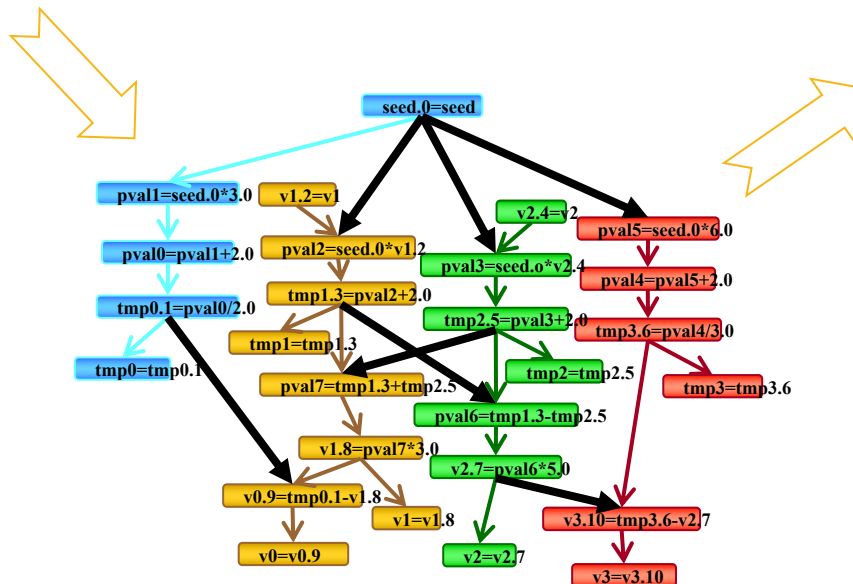 seed.0=seed
pval1=seed.0*3.0
v1.2=v1
v2.4=v2
pval5=seed.0*6.0
pval2=seed.0*v1.2
pval0=pval1+2.0
pval3=seed.o*v2.4
pval4=pval5+2.0
tmp1.3=pval2+2.0
tmp0.1=pval0/2.0
tmp2.5=pval3+2.0
tmp3.6=pval4/3.0
tmp1=tmp1.3
tmp0=tmp0.1
tmp2=tmp2.5
pval7=tmp1.3+tmp2.5
tmp3=tmp3.6
pval6=tmp1.3-tmp2.5
v1.8=pval7*3.0
v2.7=pval6*5.0
v0.9=tmp0.1-v1.8
v1=v1.8
v3.10=tmp3.6-v2.7
v0=v0.9
v2=v2.7
v3=v3.10